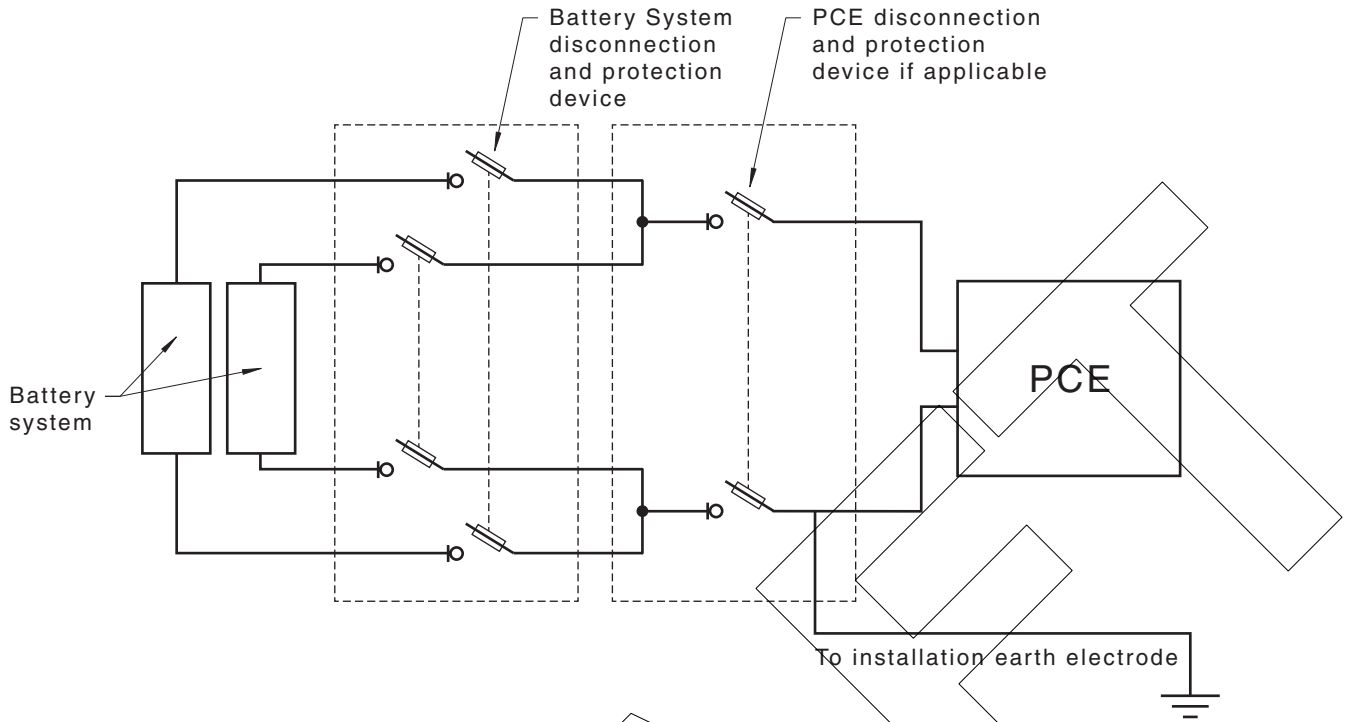 Battery System
disconnection
and protection
device
PCE disconnection
and protection
device if applicable
Battery
system
PCE
To installation earth electrode